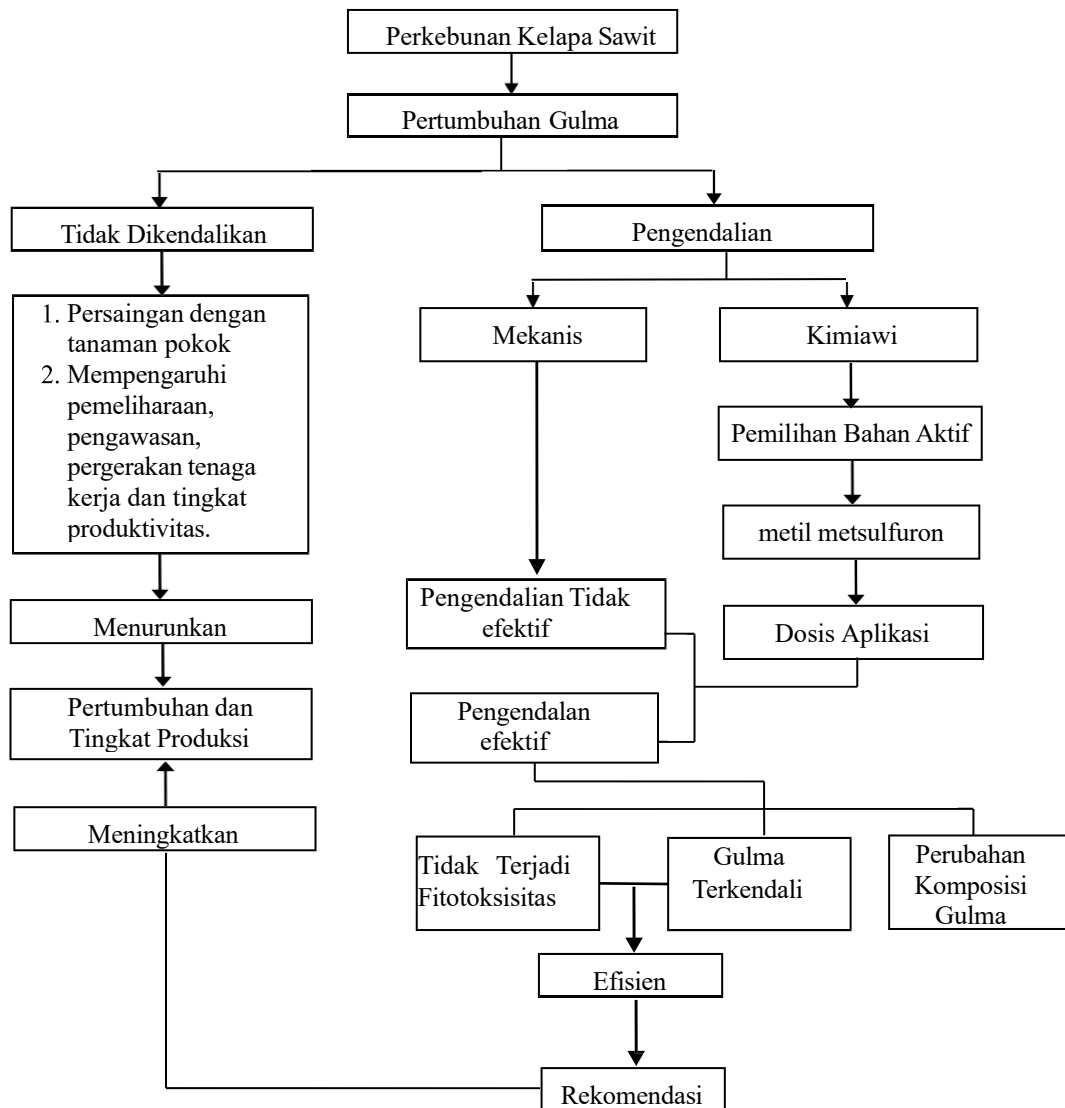 Perkebunan Kelapa Sawit
Pertumbuhan Gulma
Tidak Dikendalikan
Pengendalian
1. Persaingan dengan
tanaman pokok
2. Mempengaruhi
pemeliharaan,
pengawasan,
pergerakan tenaga
kerja dan tingkat
produktivitas.
Mekanis
Kimiawi
Pemilihan Bahan Aktif
metil metsulfuron
Pengendalian Tidak
efektif
Dosis Aplikasi
Menurunkan
Pertumbuhan dan
Tingkat Produksi
Pengendalan
efektif
Meningkatkan
Tidak Terjadi
Fitotoksisitas
Gulma
Terkendali
Perubahan
Komposisi
Gulma
Efisien
Rekomendasi